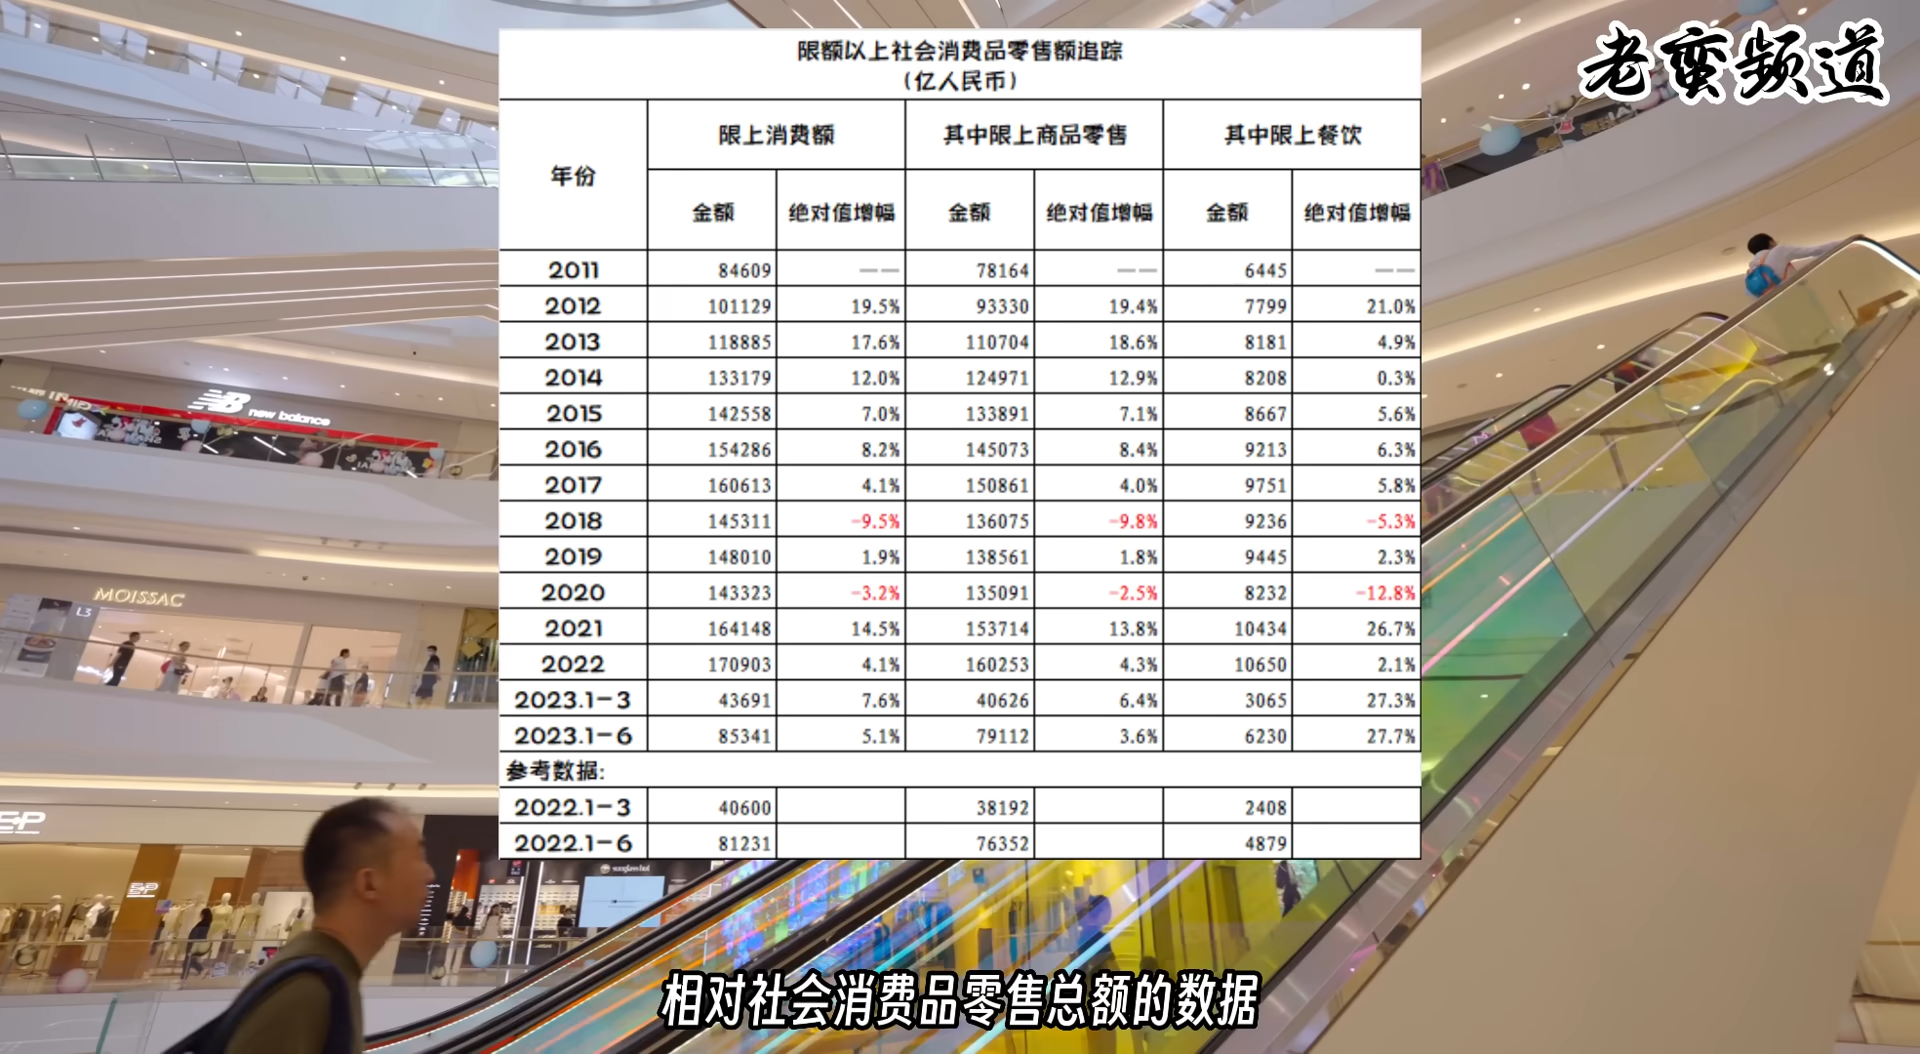 老蛮频道
限额以上社会消费品零售额追踪
(亿人民币)
年份 限上消费额 其中限上商品零售 其中限上餐饮
金额 绝对值增幅 金额 绝对值增幅 金额 绝对值增幅
2011 84609 —— 78164 —— 6445 ——
2012 101129 19.5% 93330 19.4% 7799 21.0%
2013 118885 17.6% 110704 18.6% 8181 4.9%
2014 133179 12.0% 124971 12.9% 8208 0.3%
2015 142558 7.0% 133891 7.1% 8667 5.6%
2016 154286 8.2% 145073 8.4% 9213 6.3%
2017 160613 4.1% 150861 4.0% 9751 5.8%
2018 145311 -9.5% 136075 -9.8% 9236 -5.3%
2019 148010 1.9% 138561 1.8% 9445 2.3%
2020 143323 -3.2% 135091 -2.5% 8232 -12.8%
2021 164148 14.5% 153714 13.8% 10434 26.7%
2022 170903 4.1% 160253 4.3% 10650 2.1%
2023.1-3 43691 7.6% 40626 6.4% 3065 27.3%
2023.1-6 85341 5.1% 79112 3.6% 6230 27.7%
参考数据:
2022.1-3 40600 38192 2408
2022.1-6 81231 76352 4879
NB new balance
MOISSAC
L3
EP
EP
sunglass hut
相对社会消费品零售总额的数据